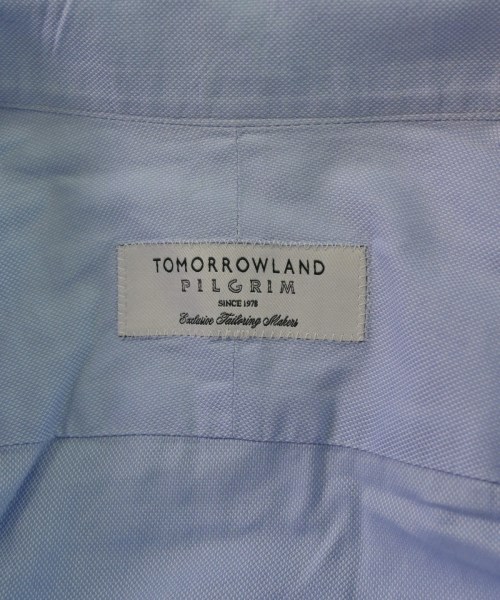 TOMORROWLAND
PILGRIM
SINCE 1978
Exclusive Tailoring Makers